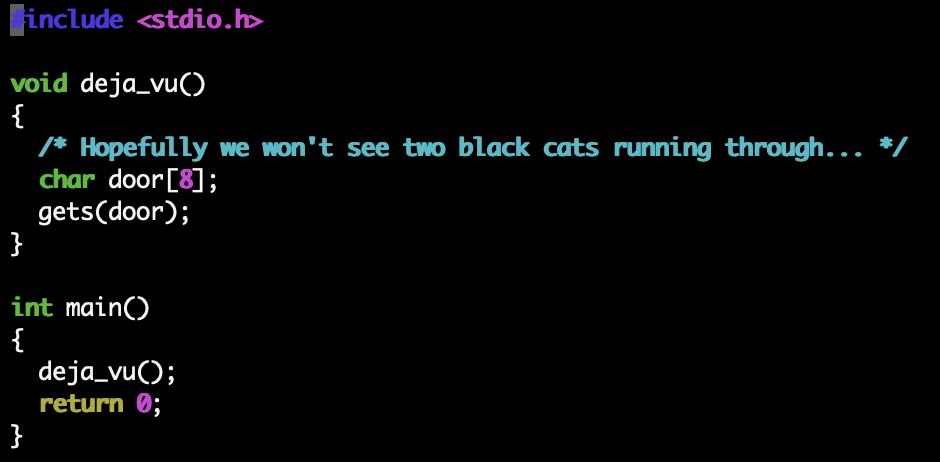 #include <stdio.h>
void deja_vu()
{
/* Hopefully we won't see two black cats running through... */
char door[8];
gets(door);
}
int main()
{
deja_vu();
return 0;
}